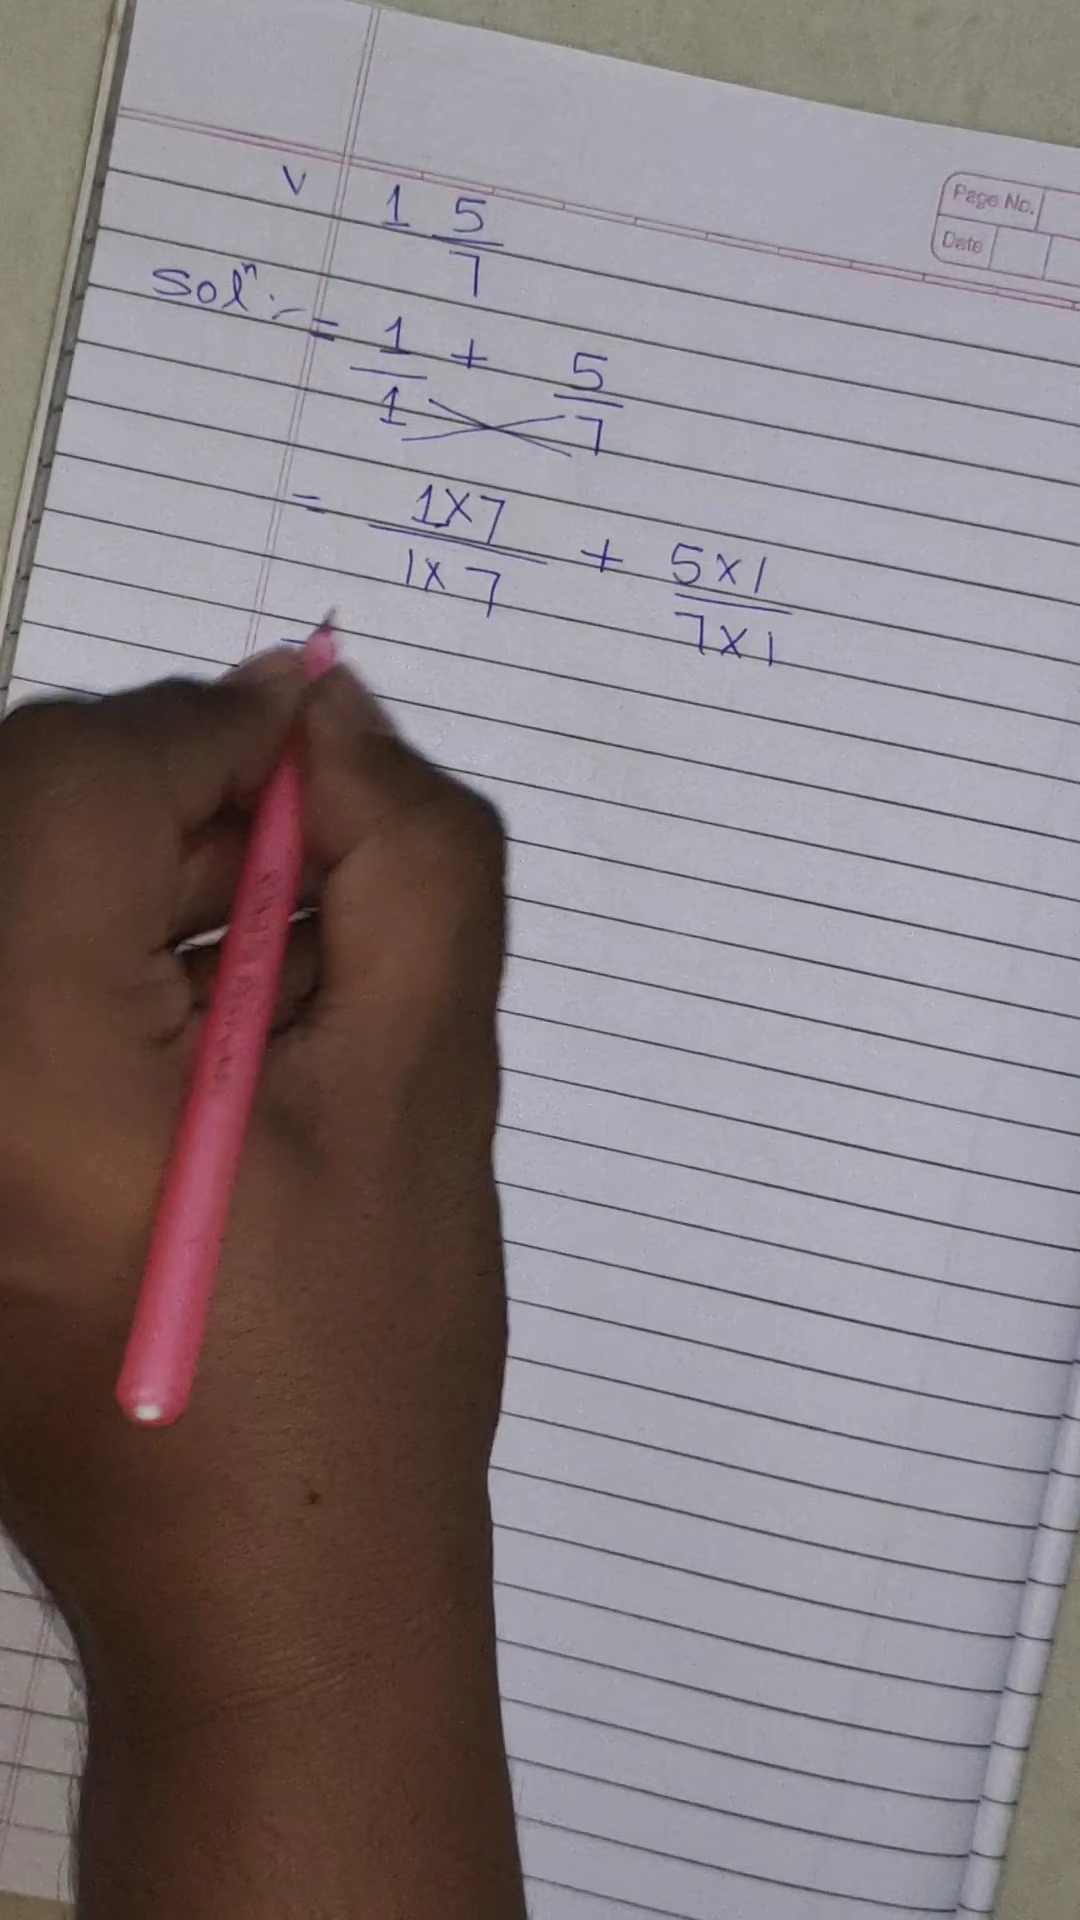 V 1 5/7
Page No.
Date
Solⁿ :- = 1/1 + 5/7
= 1×7/1×7 + 5×1/7×1